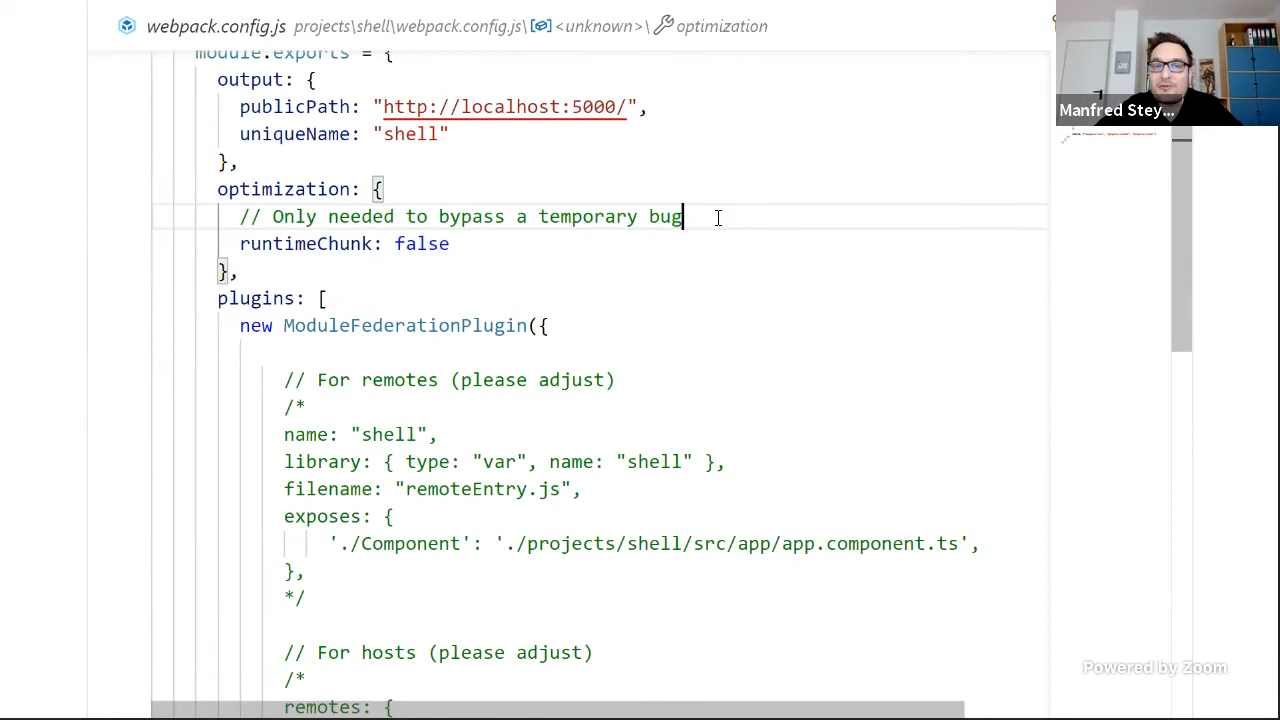 webpack.config.js projects\shell\webpack.config.js\ <unknown>\ optimization
module.exports = {
output: {
publicPath: "http://localhost:5000/",
uniqueName: "shell"
},
optimization: {
// Only needed to bypass a temporary bug
runtimeChunk: false
},
plugins: [
new ModuleFederationPlugin({
// For remotes (please adjust)
/*
name: "shell",
library: { type: "var", name: "shell" },
filename: "remoteEntry.js",
exposes: {
'./Component': './projects/shell/src/app/app.component.ts',
},
*/
// For hosts (please adjust)
/*
remotes: {
Manfred Stey...
Powered by Zoom